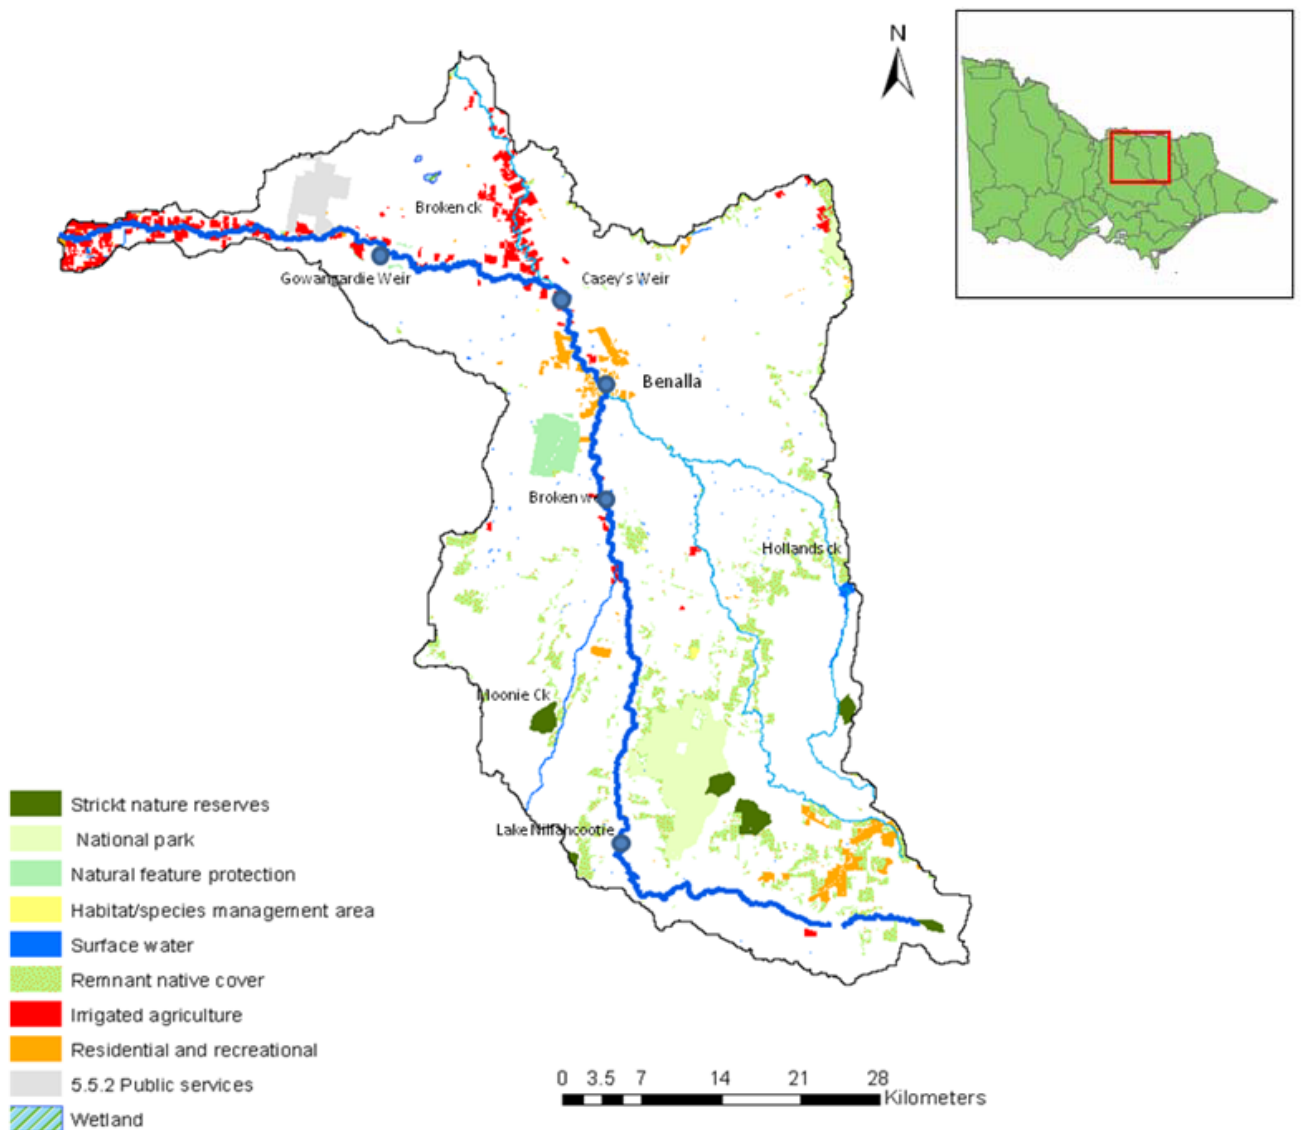 N
Broken ck
Gowangardie Weir
Casey's Weir
Benalla
Broken we
Hollands ck
Moonie Ck
Lake Nillahcootie
Strickt nature reserves
National park
Natural feature protection
Habitat/species management area
Surface water
Remnant native cover
Irrigated agriculture
Residential and recreational
5.5.2 Public services
Wetland
0 3.5 7 14 21 28
Kilometers